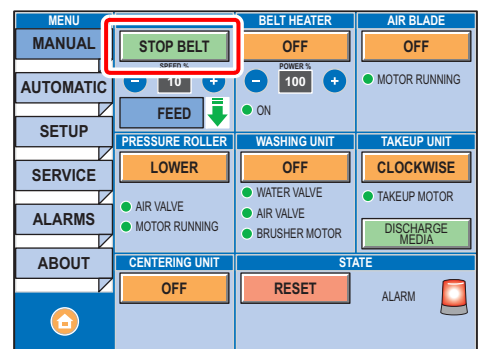 MENU
MANUAL
AUTOMATIC
SETUP
SERVICE
ALARMS
ABOUT
STOP BELT
SPEED %
10
FEED
BELT HEATER
OFF
POWER %
100
ON
AIR BLADE
OFF
MOTOR RUNNING
PRESSURE ROLLER
LOWER
AIR VALVE
MOTOR RUNNING
WASHING UNIT
OFF
WATER VALVE
AIR VALVE
BRUSHER MOTOR
TAKEUP UNIT
CLOCKWISE
TAKEUP MOTOR
DISCHARGE
MEDIA
CENTERING UNIT
OFF
STATE
RESET
ALARM